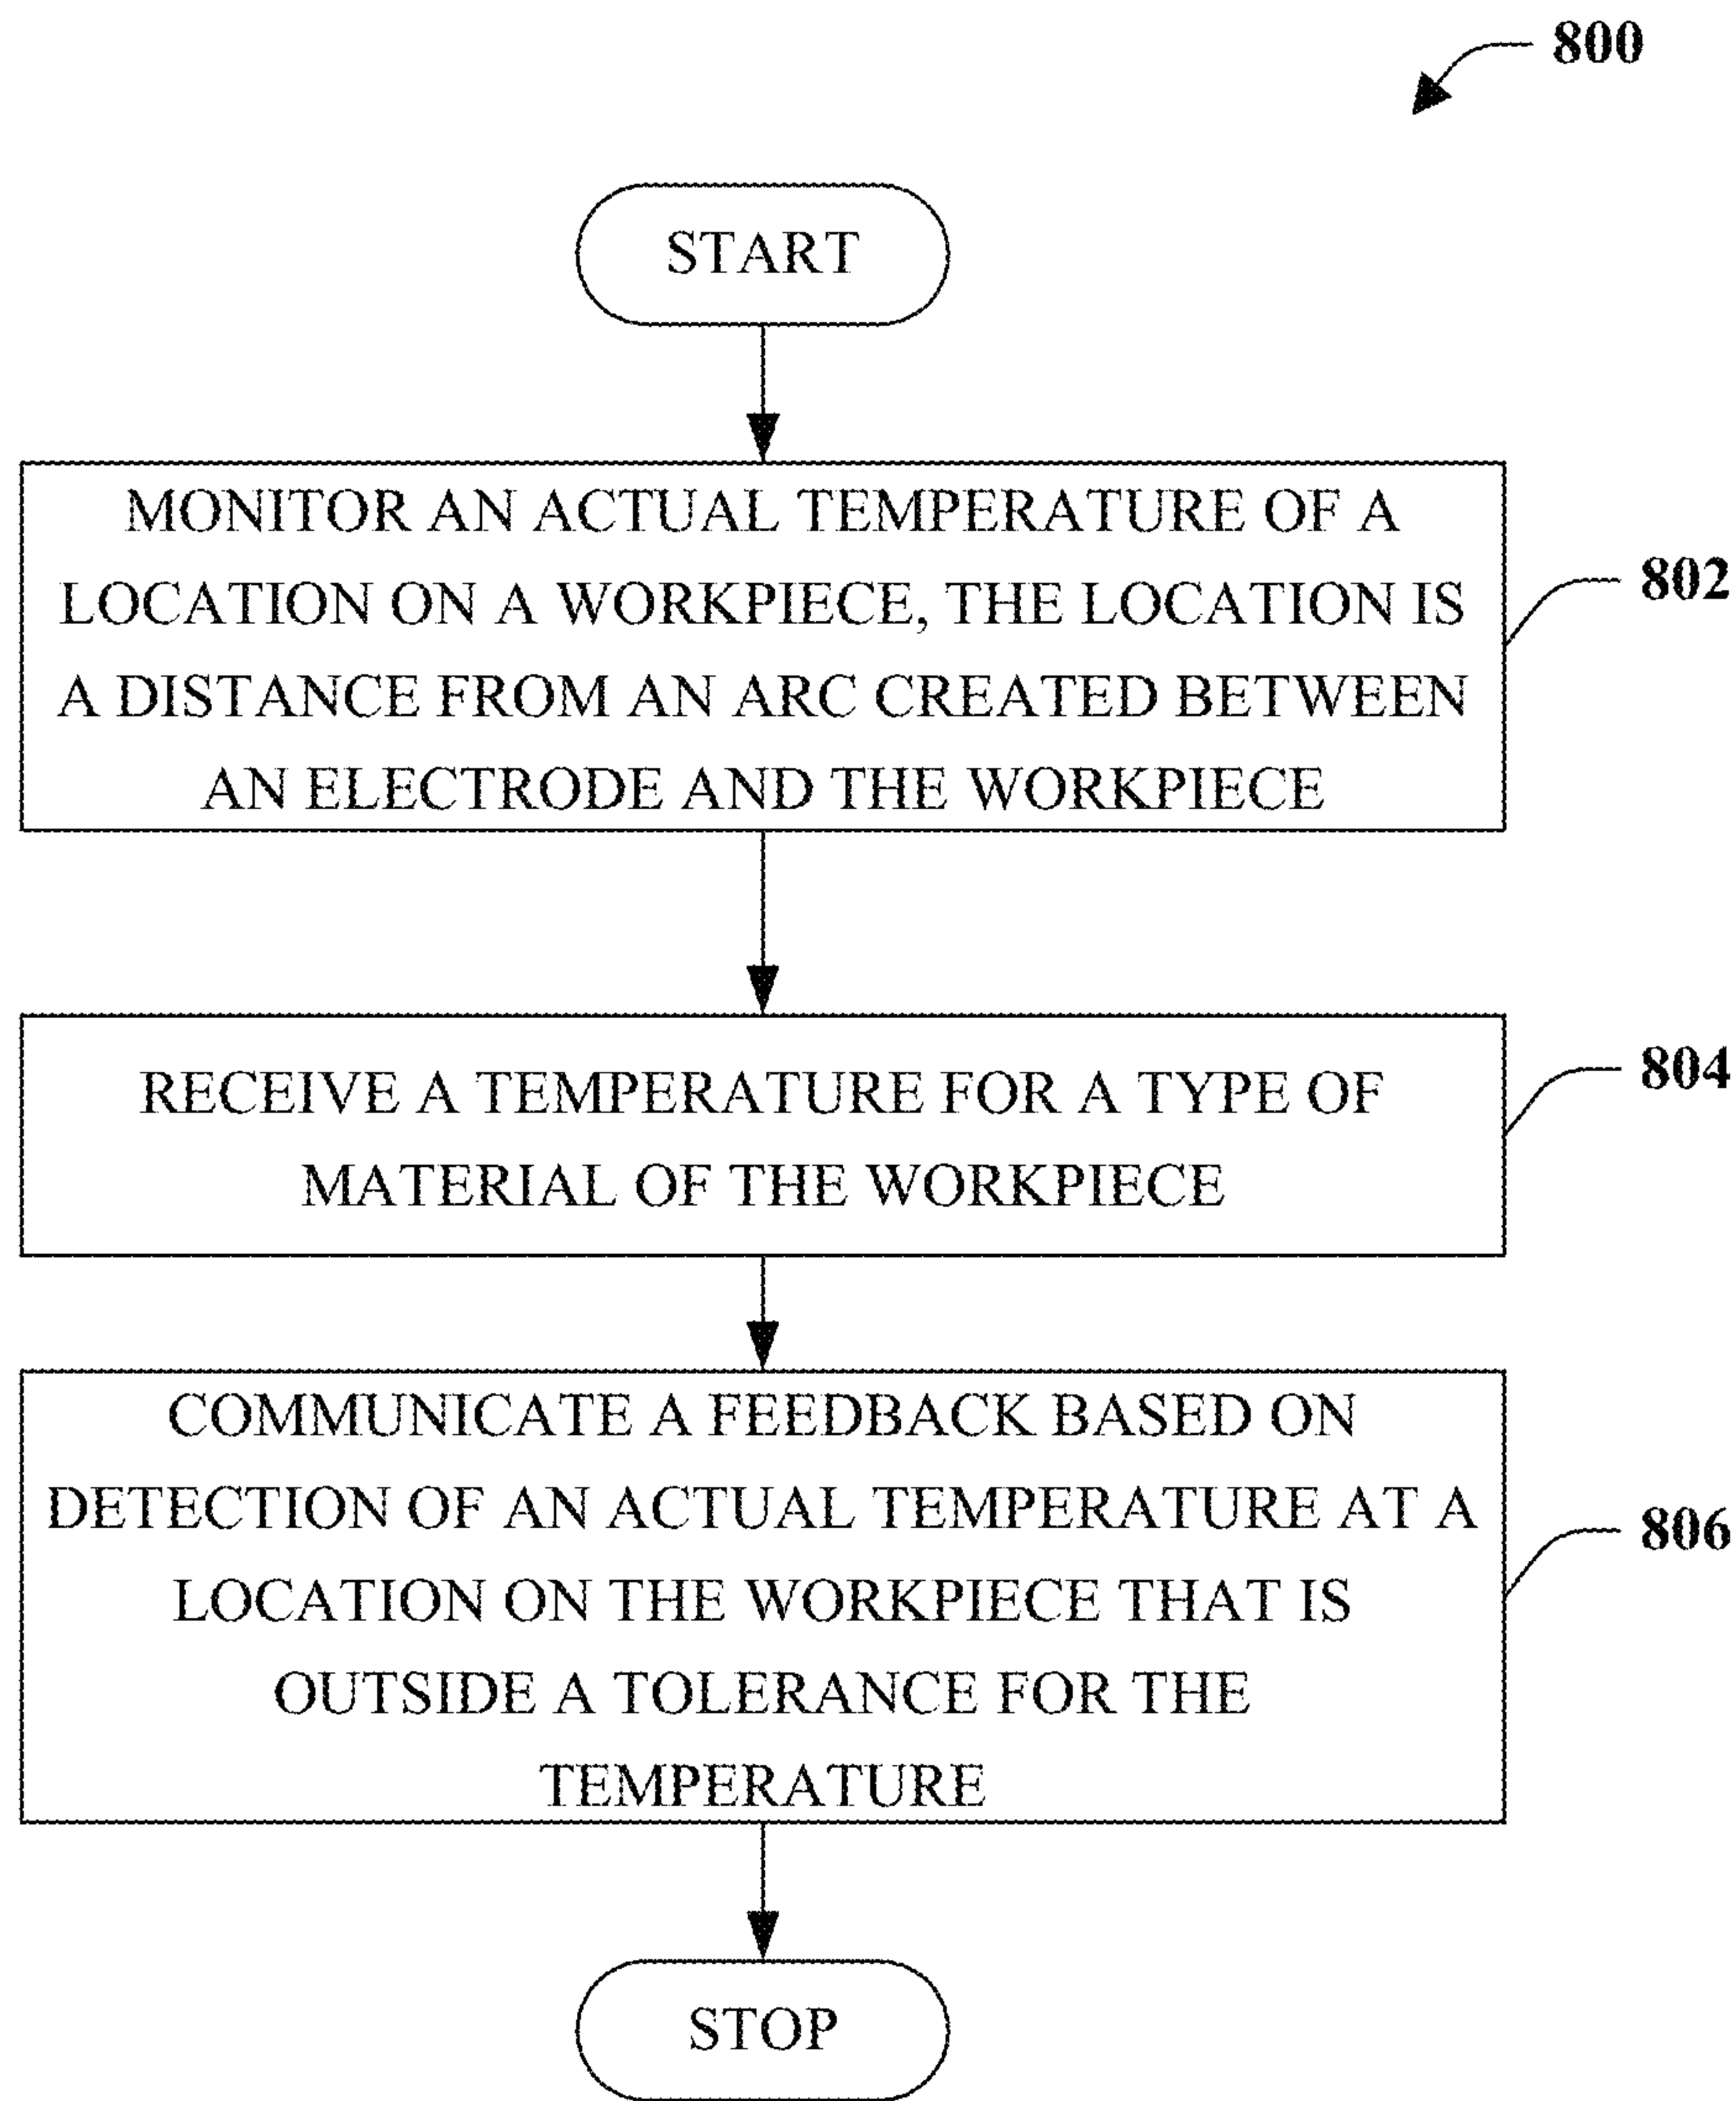 800
START
MONITOR AN ACTUAL TEMPERATURE OF A
LOCATION ON A WORKPIECE, THE LOCATION IS
A DISTANCE FROM AN ARC CREATED BETWEEN
AN ELECTRODE AND THE WORKPIECE
802
RECEIVE A TEMPERATURE FOR A TYPE OF
MATERIAL OF THE WORKPIECE
804
COMMUNICATE A FEEDBACK BASED ON
DETECTION OF AN ACTUAL TEMPERATURE AT A
LOCATION ON THE WORKPIECE THAT IS
OUTSIDE A TOLERANCE FOR THE
TEMPERATURE
806
STOP